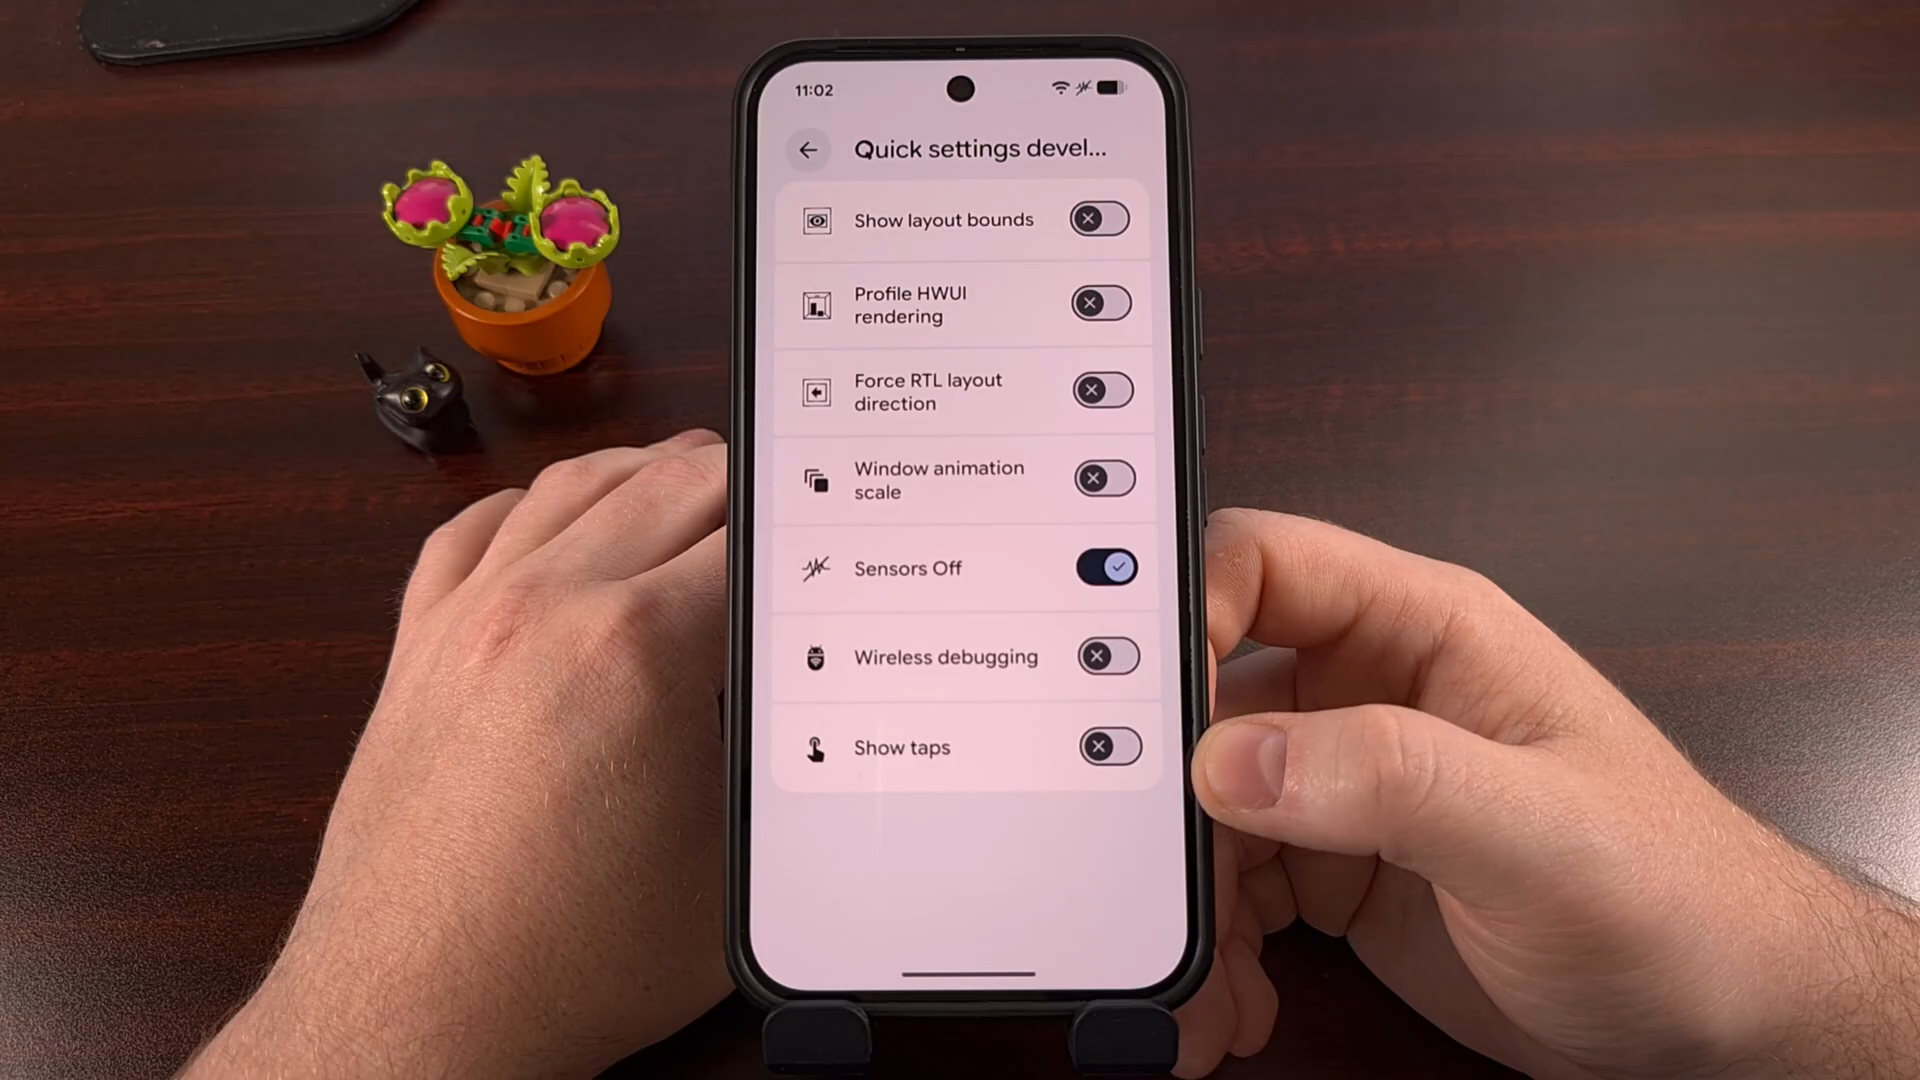 11:02
Quick settings devel...
Show layout bounds
Profile HWUI
rendering
Force RTL layout
direction
Window animation
scale
Sensors Off
Wireless debugging
Show taps